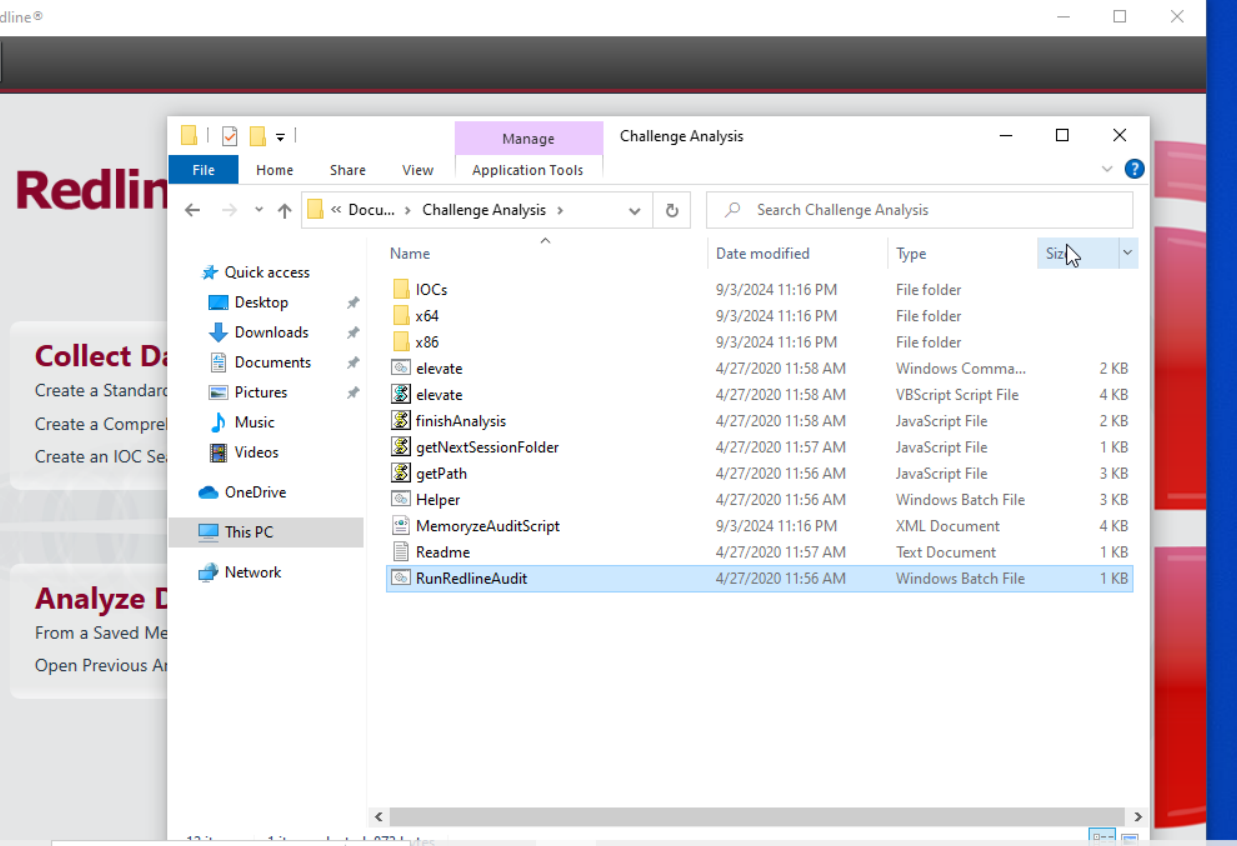 dline®
Manage
Challenge Analysis
File Home Share View Application Tools
Redlin
« Docu... › Challenge Analysis ›
Search Challenge Analysis
Name Date modified Type Siz
Quick access
Desktop
Downloads
Documents
Pictures
Music
Videos
OneDrive
This PC
Network
IOCs 9/3/2024 11:16 PM File folder
x64 9/3/2024 11:16 PM File folder
x86 9/3/2024 11:16 PM File folder
elevate 4/27/2020 11:58 AM Windows Comma... 2 KB
elevate 4/27/2020 11:58 AM VBScript Script File 4 KB
finishAnalysis 4/27/2020 11:58 AM JavaScript File 2 KB
getNextSessionFolder 4/27/2020 11:57 AM JavaScript File 1 KB
getPath 4/27/2020 11:56 AM JavaScript File 3 KB
Helper 4/27/2020 11:56 AM Windows Batch File 3 KB
MemoryzeAuditScript 9/3/2024 11:16 PM XML Document 4 KB
Readme 4/27/2020 11:57 AM Text Document 1 KB
RunRedlineAudit 4/27/2020 11:56 AM Windows Batch File 1 KB
Collect Da
Create a Standard
Create a Comprel
Create an IOC Sea
Analyze D
From a Saved Me
Open Previous An